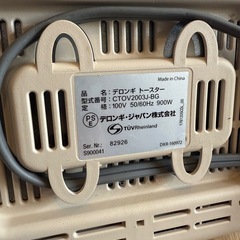 Made in China
品名: デロンギ トースター
型式番号: CTOV2003J-BG
定 格: 100V 50/60Hz 900W
PS
E
デロンギ・ジャパン株式会社
TÜVRheinland
Ser. Nr.: 82926
S900041